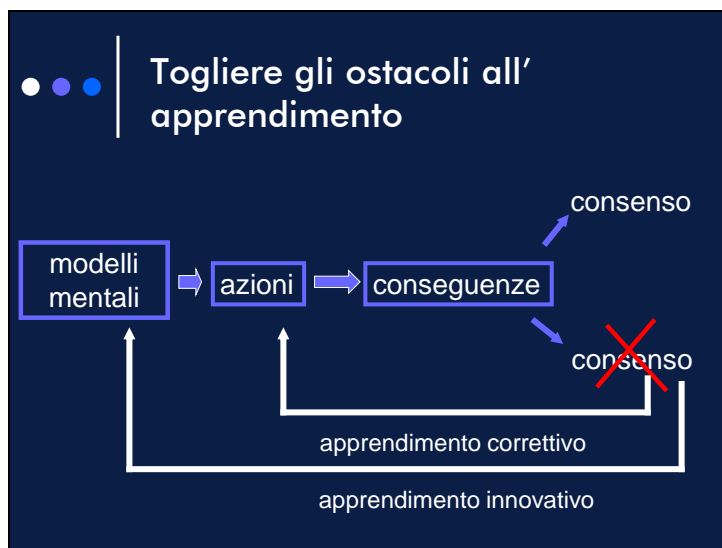 Togliere gli ostacoli all’
apprendimento
consenso
modelli
mentali
azioni
conseguenze
consenso
apprendimento correttivo
apprendimento innovativo